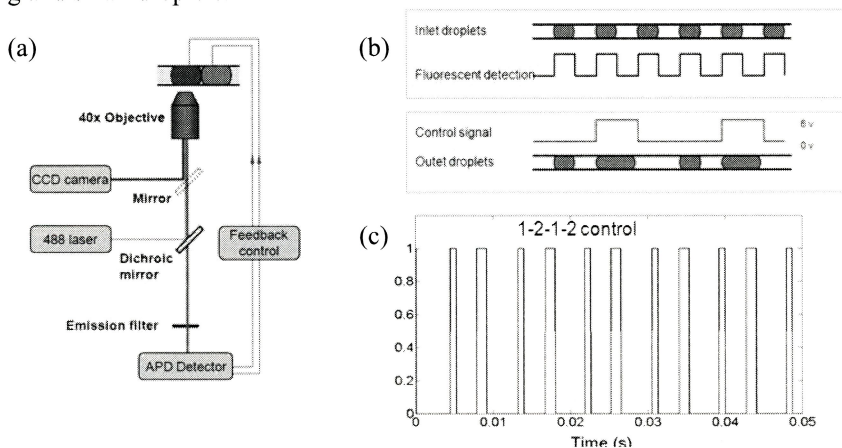 (a)
40x Objective
CCD camera
Mirror
488 laser
Dichroic
mirror
Feedback
control
Emission filter
APD Detector
(b)
Inlet droplets
Fluorescent detection
Control signal
6 v
0 v
Outet droplets
(c)
1-2-1-2 control
1
0.8
0.6
0.4
0.2
0
0 0.01 0.02 0.03 0.04 0.05
Time (s)